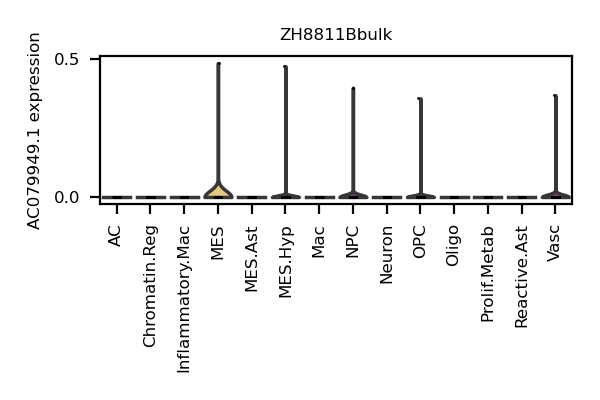 ZH8811Bbulk
AC079949.1 expression
0.5
0.0
AC
Chromatin.Reg
Inflammatory.Mac
MES
MES.Ast
MES.Hyp
Mac
NPC
Neuron
OPC
Oligo
Prolif.Metab
Reactive.Ast
Vasc